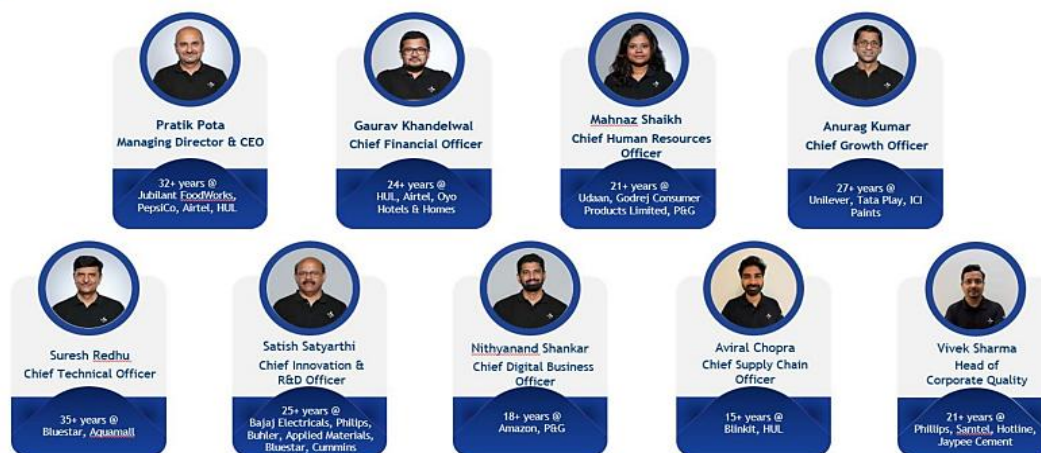 Pratik Pota
Managing Director & CEO
32+ years @
Jubilant FoodWorks,
PepsiCo, Airtel, HUL
Gaurav Khandelwal
Chief Financial Officer
24+ years @
HUL, Airtel, Oyo
Hotels & Homes
Mahnaz Shaikh
Chief Human Resources
Officer
21+ years @
Udaan, Godrej Consumer
Products Limited, P&G
Anurag Kumar
Chief Growth Officer
27+ years @
Unilever, Tata Play, ICI
Paints
Suresh Redhu
Chief Technical Officer
35+ years @
Bluestar, Aquamall
Satish Satyarthi
Chief Innovation &
R&D Officer
25+ years @
Bajaj Electricals, Philips,
Buhler, Applied Materials,
Bluestar, Cummins
Nithyanand Shankar
Chief Digital Business
Officer
18+ years @
Amazon, P&G
Aviral Chopra
Chief Supply Chain
Officer
15+ years @
Blinkit, HUL
Vivek Sharma
Head of
Corporate Quality
21+ years @
Phillips, Samtel, Hotline,
Jaypee Cement